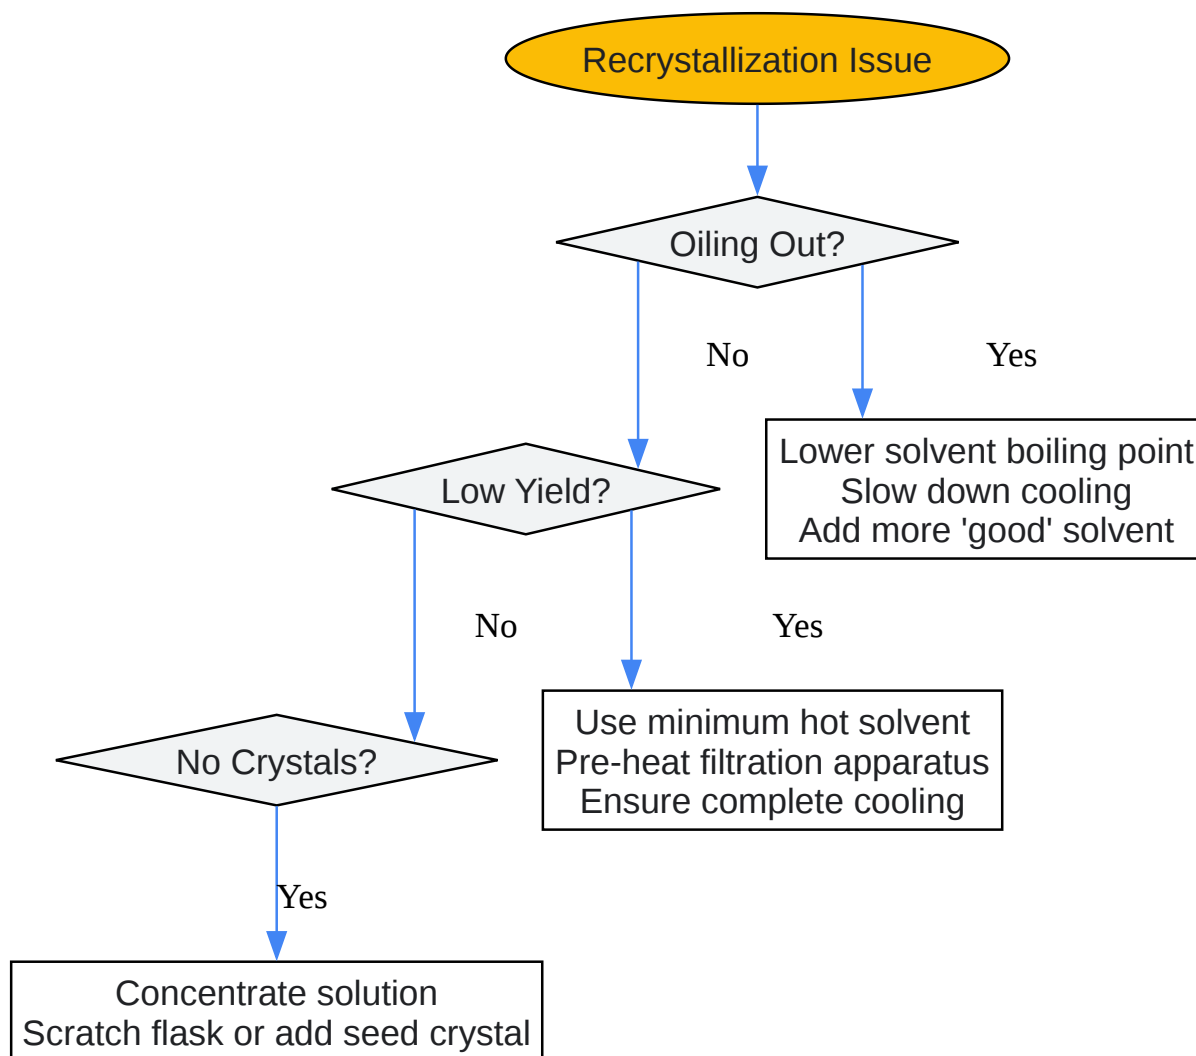 Recrystallization Issue
Oiling Out?
No
Yes
Lower solvent boiling point
Slow down cooling
Add more 'good' solvent
Low Yield?
No
Yes
Use minimum hot solvent
Pre-heat filtration apparatus
Ensure complete cooling
No Crystals?
Yes
Concentrate solution
Scratch flask or add seed crystal